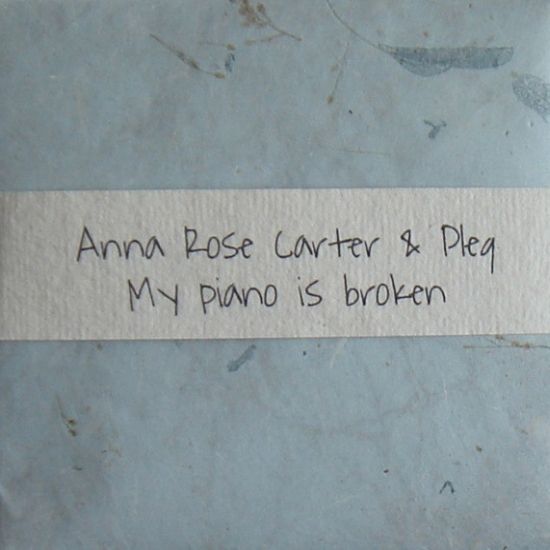 Anna Rose Carter & Pleq
My piano is broken